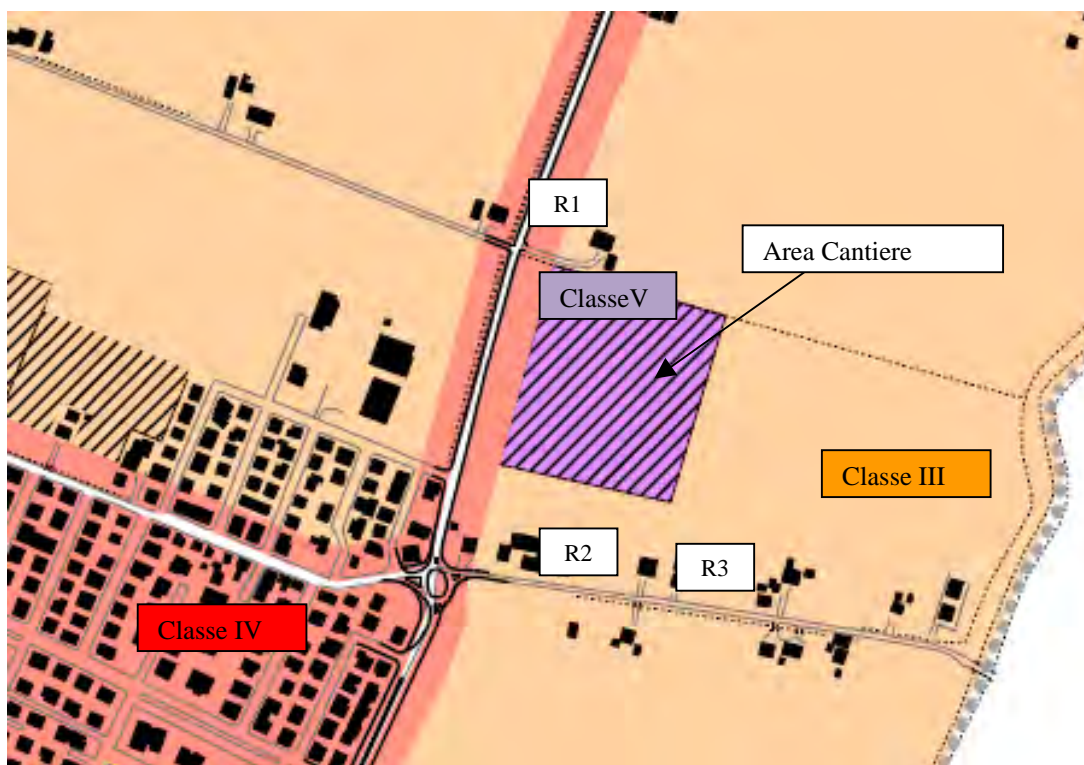 R1
Area Cantiere
ClasseV
Classe III
R2
R3
Classe IV